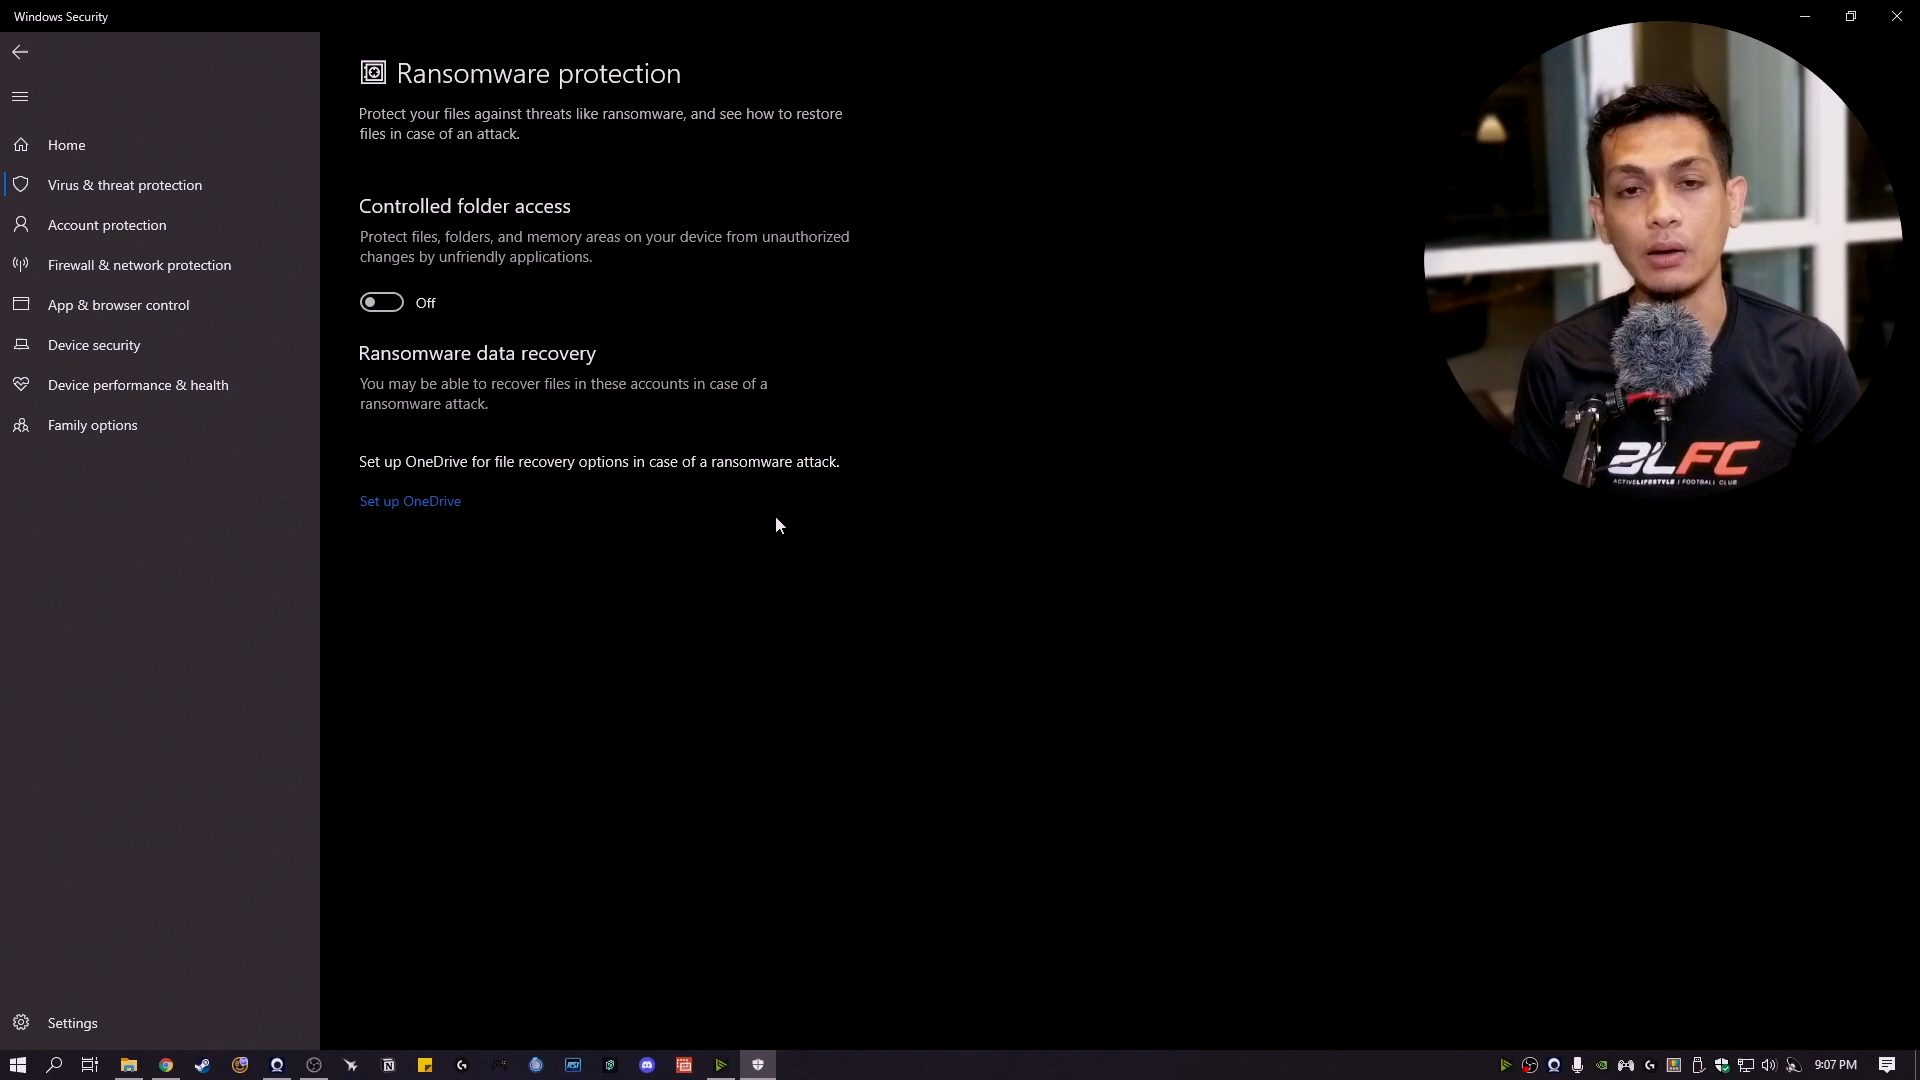 Windows Security
Home
Virus & threat protection
Account protection
Firewall & network protection
App & browser control
Device security
Device performance & health
Family options
Settings
Ransomware protection
Protect your files against threats like ransomware, and see how to restore
files in case of an attack.
Controlled folder access
Protect files, folders, and memory areas on your device from unauthorized
changes by unfriendly applications.
Off
Ransomware data recovery
You may be able to recover files in these accounts in case of a
ransomware attack.
Set up OneDrive for file recovery options in case of a ransomware attack.
Set up OneDrive
BLFC
ACTIVELIFESTYLE | FOOTBALL CLUB
9:07 PM